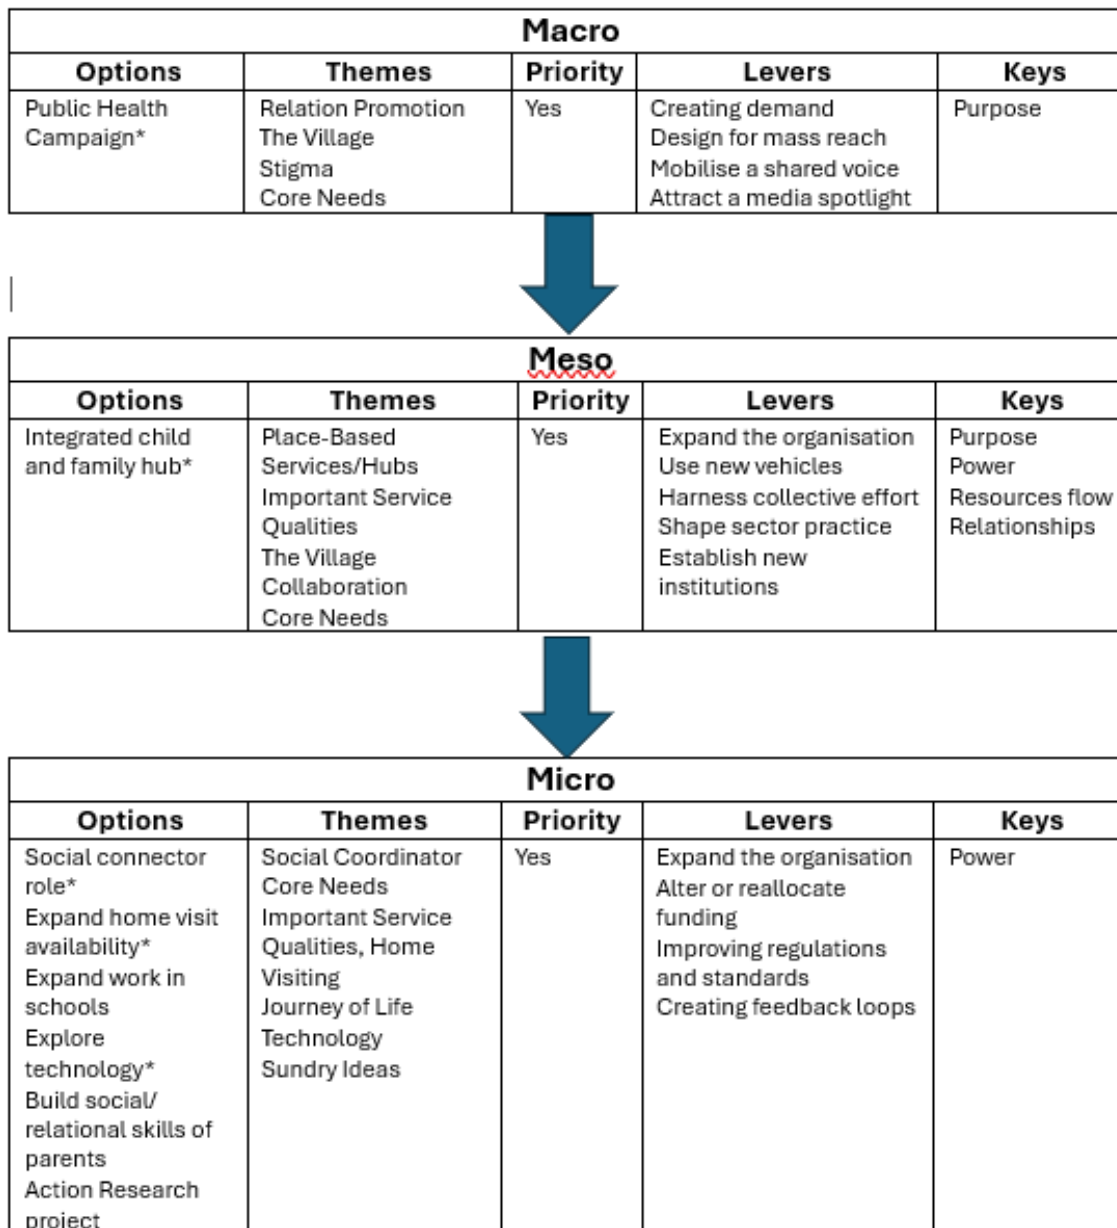 Macro
Options Themes Priority Levers Keys
Public Health Relation Promotion Yes Creating demand Purpose
Campaign* The Village Design for mass reach
Stigma Mobilise a shared voice
Core Needs Attract a media spotlight
Meso
Options Themes Priority Levers Keys
Integrated child Place-Based Yes Expand the organisation Purpose
and family hub* Services/Hubs Use new vehicles Power
Important Service Harness collective effort Resources flow
Qualities Shape sector practice Relationships
The Village Establish new
Collaboration institutions
Core Needs
Micro
Options Themes Priority Levers Keys
Social connector Social Coordinator Yes Expand the organisation Power
role* Core Needs Alter or reallocate
Expand home visit Important Service funding
availability* Qualities, Home Improving regulations
Expand work in Visiting and standards
schools Journey of Life Creating feedback loops
Explore Technology
technology* Sundry Ideas
Build social/
relational skills of
parents
Action Research
project